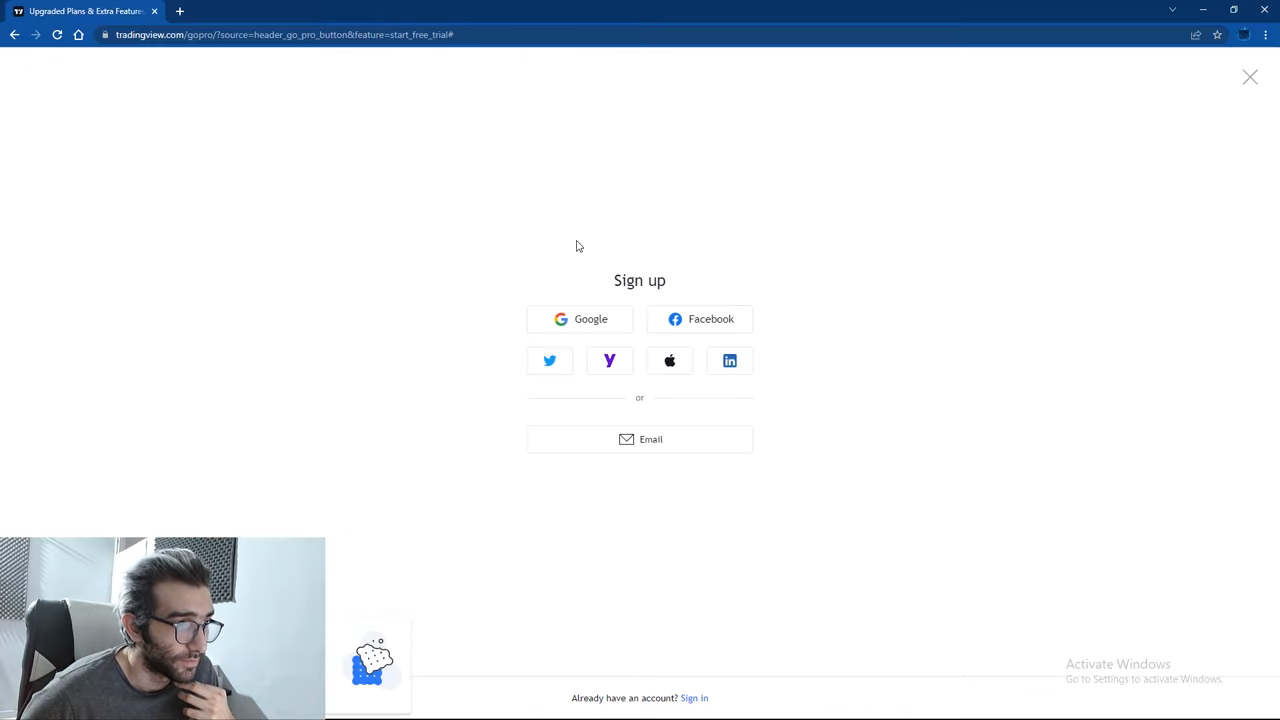 Upgraded Plans & Extra Features
tradingview.com/gopro/?source=header_go_pro_button&feature=start_free_trial#
Sign up
Google
Facebook
or
Email
Activate Windows
Go to Settings to activate Windows.
Already have an account? Sign in